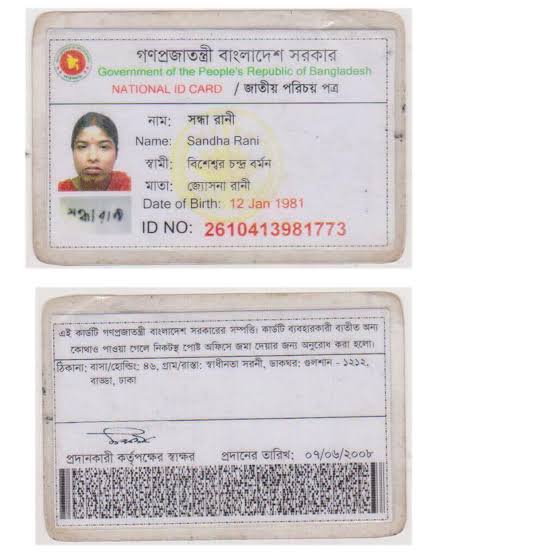 গণপ্রজাতন্ত্রী বাংলাদেশ সরকার
Government of the People's Republic of Bangladesh
NATIONAL ID CARD / জাতীয় পরিচয় পত্র
নাম: সন্ধা রানী
Name: Sandha Rani
স্বামী: বিশেশ্বর চন্দ্র বর্মন
মাতা: জ্যোসনা রানী
Date of Birth: 12 Jan 1981
ID NO: 2610413981773
সন্ধা রানী
এই কার্ডটি গণপ্রজাতন্ত্রী বাংলাদেশ সরকারের সম্পত্তি। কার্ডটি ব্যবহারকারী ব্যতীত অন্য
কোথাও পাওয়া গেলে নিকটস্থ পোষ্ট অফিসে জমা দেয়ার জন্য অনুরোধ করা হলো।
ঠিকানা: বাসা/হোল্ডিং: ৪৬, গ্রাম/রাস্তা: স্বাধীনতা সরনী, ডাকঘর: গুলশান - ১২১২,
বাড্ডা, ঢাকা
প্রদানকারী কর্তৃপক্ষের স্বাক্ষর প্রদানের তারিখ: ০৭/০৬/২০০৮